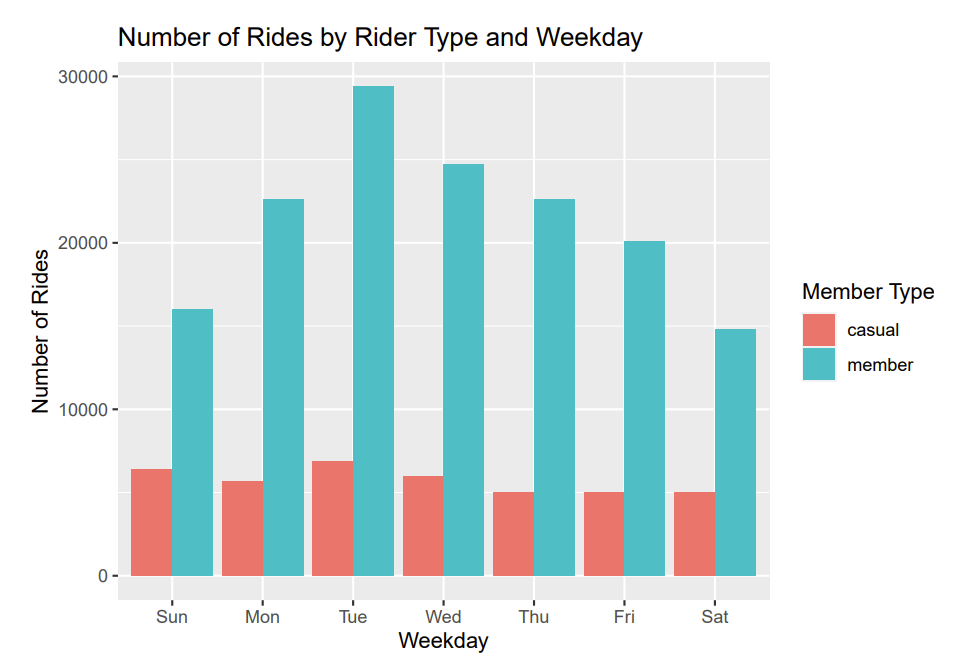 Number of Rides by Rider Type and Weekday
30000
20000
10000
0
Number of Rides
Sun Mon Tue Wed Thu Fri Sat
Weekday
Member Type
casual
member